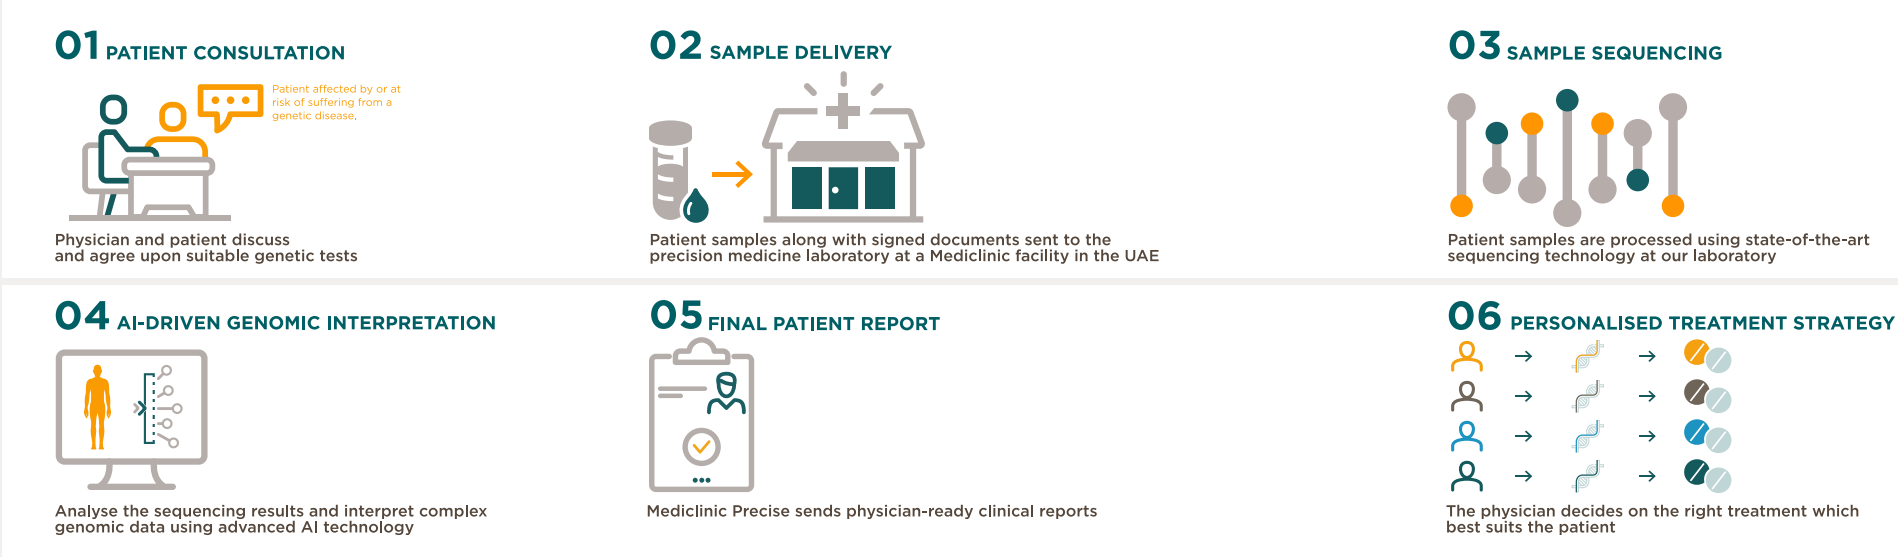 01 PATIENT CONSULTATION
Patient affected by or at
risk of suffering from a
genetic disease.
Physician and patient discuss
and agree upon suitable genetic tests
02 SAMPLE DELIVERY
Patient samples along with signed documents sent to the
precision medicine laboratory at a Mediclinic facility in the UAE
03 SAMPLE SEQUENCING
Patient samples are processed using state-of-the-art
sequencing technology at our laboratory
04 AI-DRIVEN GENOMIC INTERPRETATION
Analyse the sequencing results and interpret complex
genomic data using advanced AI technology
05 FINAL PATIENT REPORT
Mediclinic Precise sends physician-ready clinical reports
06 PERSONALISED TREATMENT STRATEGY
The physician decides on the right treatment which
best suits the patient